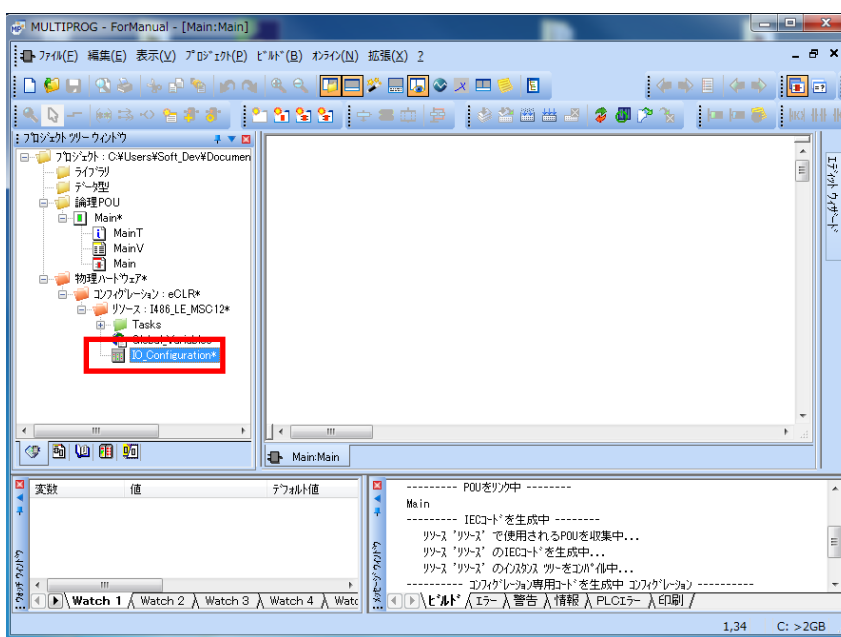 MULTIPROG - ForManual - [Main:Main]
ﾌｧｲﾙ(F) 編集(E) 表示(V) ﾌﾟﾛｼﾞｪｸﾄ(P) ﾋﾞﾙﾄﾞ(B) ｵﾝﾗｲﾝ(N) 拡張(X) ?
ﾌﾟﾛｼﾞｪｸﾄ ﾂﾘｰ ｳｨﾝﾄﾞｳ
ﾌﾟﾛｼﾞｪｸﾄ : C:¥Users¥Soft_Dev¥Documen
ﾗｲﾌﾞﾗﾘ
ﾃﾞｰﾀ型
論理POU
Main*
MainT
MainV
Main
物理ﾊｰﾄﾞｳｪｱ*
ｺﾝﾌｨｸﾞﾚｰｼｮﾝ : eCLR*
ﾘｿｰｽ : I486_LE_MSC12*
Tasks
Global_Variables
IO_Configuration*
ｴﾃﾞｨｯﾄ ｳｨｻﾞｰﾄﾞ
Main:Main
変数 値 ﾃﾞﾌｫﾙﾄ値
ｳｫｯﾁ ｳｨﾝﾄﾞｳ
Watch 1 Watch 2 Watch 3 Watch 4 Watc
ﾒｯｾｰｼﾞ ｳｨﾝﾄﾞｳ
--------- POUをﾘﾝｸ中 --------
Main
--------- IECｺｰﾄﾞを生成中 --------
ﾘｿｰｽ 'ﾘｿｰｽ' で使用されるPOUを収集中...
ﾘｿｰｽ 'ﾘｿｰｽ' のIECｺｰﾄﾞを生成中...
ﾘｿｰｽ 'ﾘｿｰｽ' のｲﾝｽﾀﾝｽ ﾂﾘｰをｺﾝﾊﾟｲﾙ中...
---------- ｺﾝﾌｨｸﾞﾚｰｼｮﾝ専用ｺｰﾄﾞを生成中 ｺﾝﾌｨｸﾞﾚｰｼｮﾝ ----------
ﾋﾞﾙﾄﾞ ｴﾗｰ 警告 情報 PLCｴﾗｰ 印刷
1,34 C: >2GB